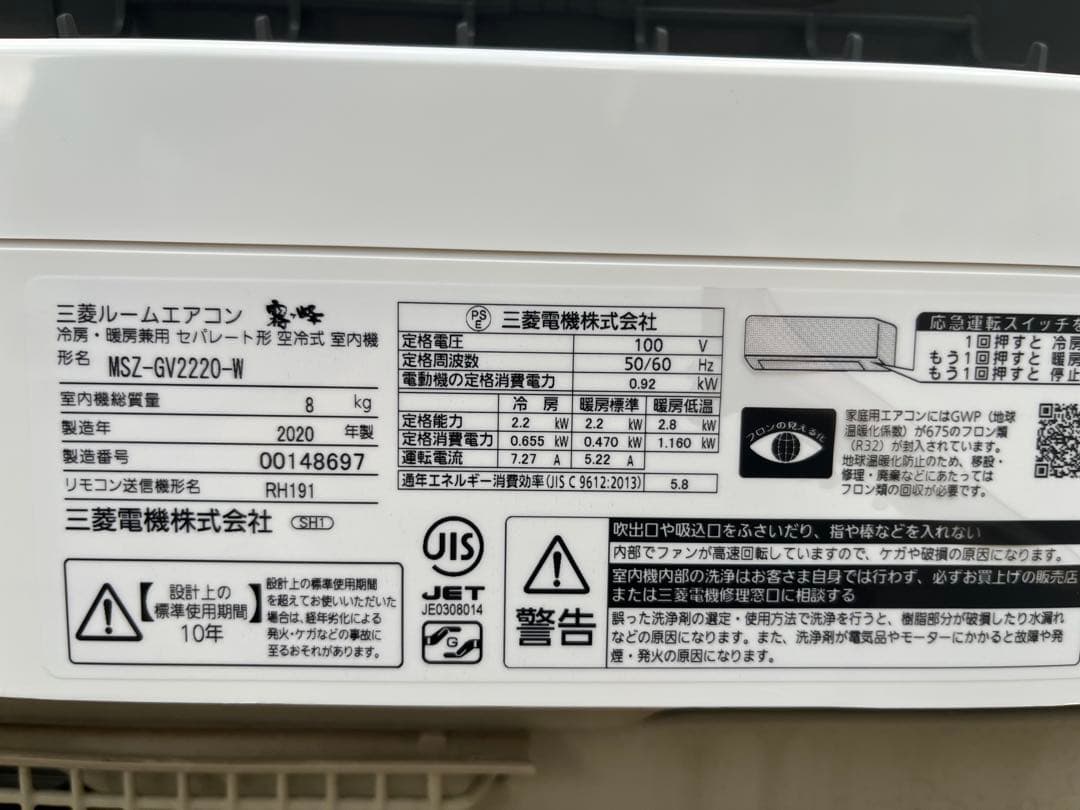 三菱ルームエアコン 霧ヶ峰
冷房・暖房兼用 セパレート形 空冷式 室内機
形名 MSZ-GV2220-W
室内機総質量 8 kg
製造年 2020 年製
製造番号 00148697
リモコン送信機形名 RH191
三菱電機株式会社 SH1
PSE 三菱電機株式会社
定格電圧 100 V
定格周波数 50/60 Hz
電動機の定格消費電力 0.92 kW
冷 房 暖房標準 暖房低温
定格能力 2.2 kW 2.2 kW 2.8 kW
定格消費電力 0.655 kW 0.470 kW 1.160 kW
運転電流 7.27 A 5.22 A
通年エネルギー消費効率(JIS C 9612:2013) 5.8
応急運転スイッチを
1回押すと 冷房
もう1回押すと 暖房
もう1回押すと 停止
フロンの見える化
家庭用エアコンにはGWP(地球
温暖化係数)が675のフロン類
(R32)が封入されています。
地球温暖化防止のため、移設・
修理・廃棄などにあたっては
フロン類の回収が必要です。
【設計上の
標準使用期間】
10年
設計上の標準使用期間
を超えてお使いいただいた
場合は、経年劣化による
発火・ケガなどの事故に
至るおそれがあります。
JIS
JET
JE0308014
G
警告
吹出口や吸込口をふさいだり、指や棒などを入れない
内部でファンが高速回転していますので、ケガや破損の原因になります。
室内機内部の洗浄はお客さま自身では行わず、必ずお買上げの販売店
または三菱電機修理窓口に相談する
誤った洗浄剤の選定・使用方法で洗浄を行うと、樹脂部分が破損したり水漏れ
などの原因になります。また、洗浄剤が電気品やモーターにかかると故障や発
煙・発火の原因になります。